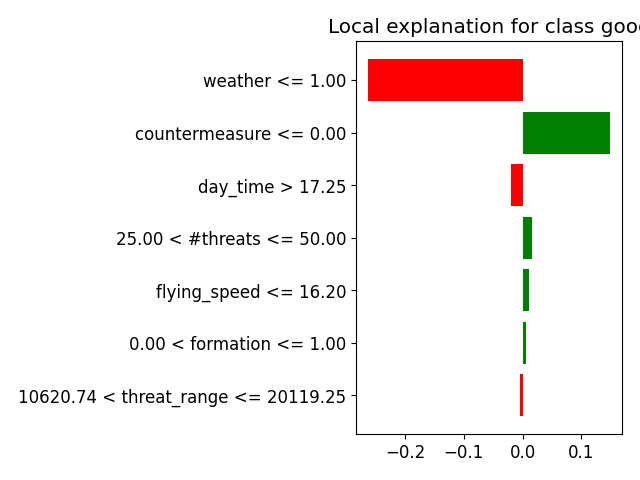 Local explanation for class goo
weather <= 1.00
countermeasure <= 0.00
day_time > 17.25
25.00 < #threats <= 50.00
flying_speed <= 16.20
0.00 < formation <= 1.00
10620.74 < threat_range <= 20119.25
−0.2 −0.1 0.0 0.1